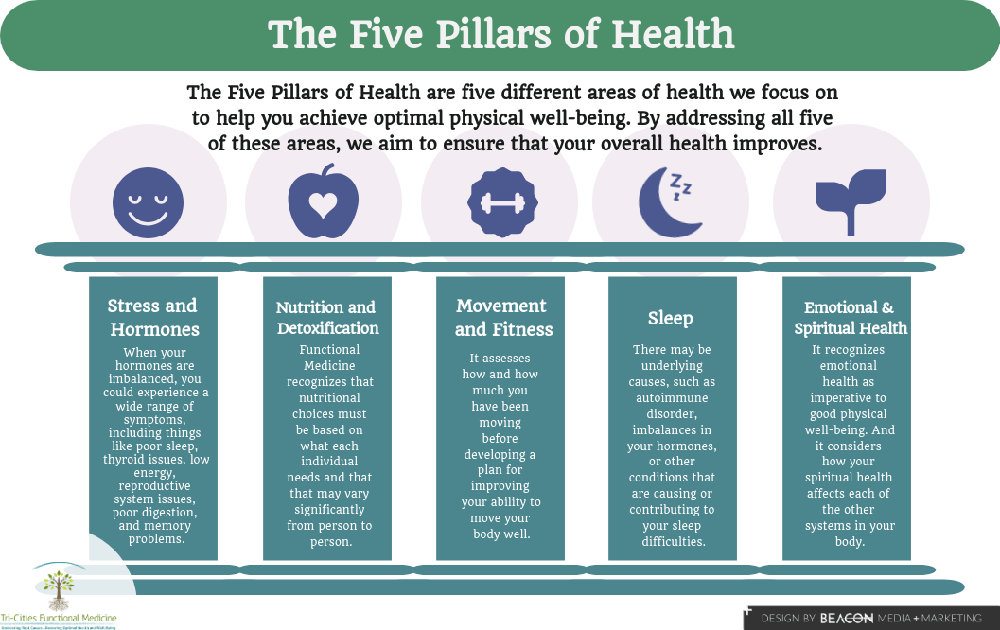 The Five Pillars of Health
The Five Pillars of Health are five different areas of health we focus on
to help you achieve optimal physical well-being. By addressing all five
of these areas, we aim to ensure that your overall health improves.
Z Z Z
Stress and
Hormones
When your
hormones are
imbalanced, you
could experience a
wide range of
symptoms,
including things
like poor sleep,
thyroid issues, low
energy,
reproductive
system issues,
poor digestion,
and memory
problems.
Nutrition and
Detoxification
Functional
Medicine
recognizes that
nutritional
choices must
be based on
what each
individual
needs and that
that may vary
significantly
from person to
person.
Movement
and Fitness
It assesses
how and how
much you
have been
moving
before
developing a
plan for
improving
your ability to
move your
body well.
Sleep
There may be
underlying
causes, such as
autoimmune
disorder,
imbalances in
your hormones,
or other
conditions that
are causing or
contributing to
your sleep
difficulties.
Emotional &
Spiritual Health
It recognizes
emotional
health as
imperative to
good physical
well-being. And
it considers
how your
spiritual health
affects each of
the other
systems in your
body.
Tri-Cities Functional Medicine
DESIGN BY BEACON MEDIA + MARKETING